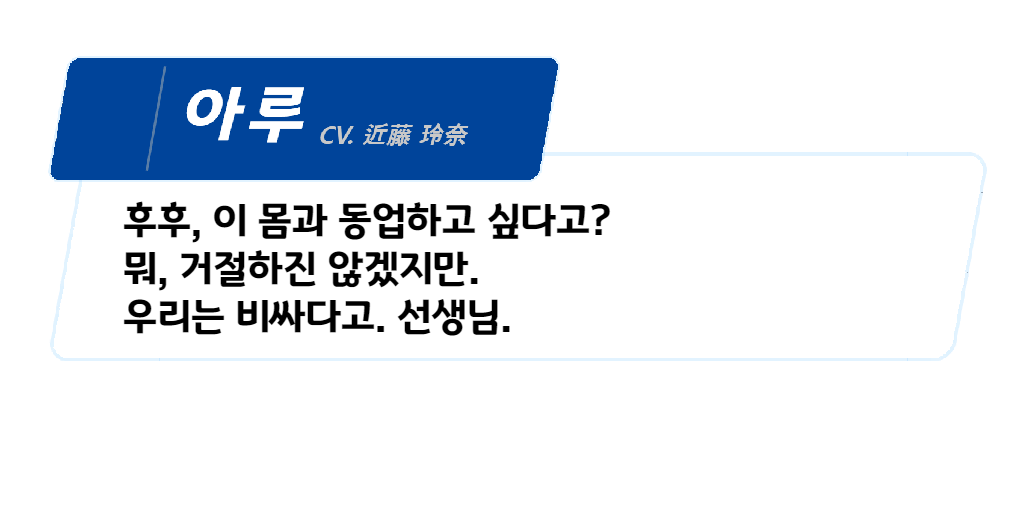 아루
CV. 近藤 玲奈
후후, 이 몸과 동업하고 싶다고?
뭐, 거절하진 않겠지만.
우리는 비싸다고. 선생님.